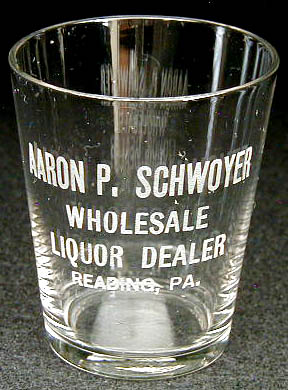 AARON P. SCHWOYER
WHOLESALE
LIQUOR DEALER
READING, PA.